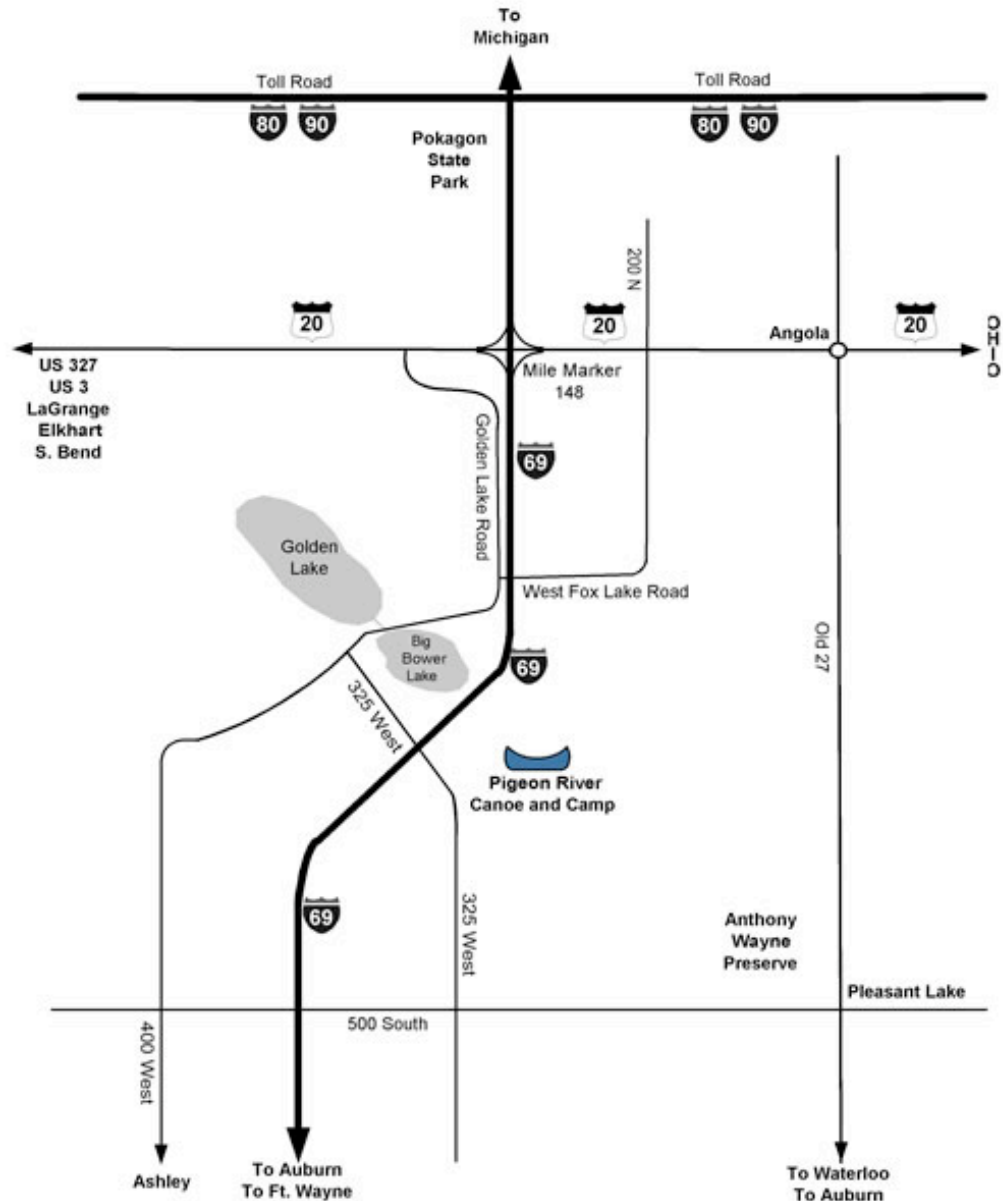 To
Michigan
Toll Road
Toll Road
80
90
80
90
Pokagon
State
Park
200 N
20
20
20
Angola
OHIO
US 327
US 3
LaGrange
Elkhart
S. Bend
Mile Marker
148
Golden Lake Road
69
Golden
Lake
West Fox Lake Road
Big
Bower
Lake
69
Old 27
325 West
Pigeon River
Canoe and Camp
69
325 West
Anthony
Wayne
Preserve
Pleasant Lake
500 South
400 West
Ashley
To Auburn
To Ft. Wayne
To Waterloo
To Auburn